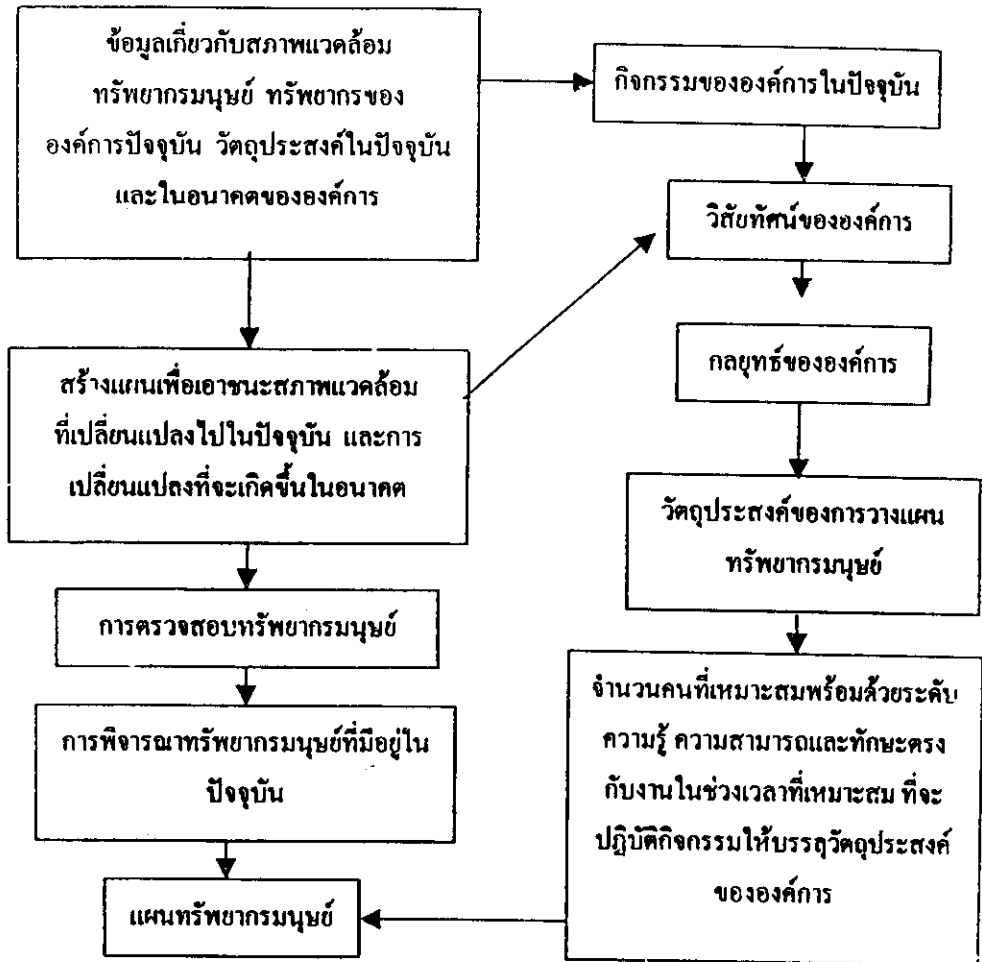 ข้อมูลเกี่ยวกับสภาพแวดล้อม
ทรัพยากรมนุษย์ ทรัพยากรของ
องค์การปัจจุบัน วัตถุประสงค์ในปัจจุบัน
และในอนาคตขององค์การ
สร้างแผนเพื่อเอาชนะสภาพแวดล้อม
ที่เปลี่ยนแปลงไปในปัจจุบัน และการ
เปลี่ยนแปลงที่จะเกิดขึ้นในอนาคต
การตรวจสอบทรัพยากรมนุษย์
การพิจารณาทรัพยากรมนุษย์ที่มีอยู่ใน
ปัจจุบัน
แผนทรัพยากรมนุษย์
กิจกรรมขององค์การในปัจจุบัน
วิสัยทัศน์ขององค์การ
กลยุทธ์ขององค์การ
วัตถุประสงค์ของการวางแผน
ทรัพยากรมนุษย์
จำนวนคนที่เหมาะสมพร้อมด้วยระดับ
ความรู้ ความสามารถและทักษะตรง
กับงานในช่วงเวลาที่เหมาะสม ที่จะ
ปฏิบัติกิจกรรมให้บรรลุวัตถุประสงค์
ขององค์การ